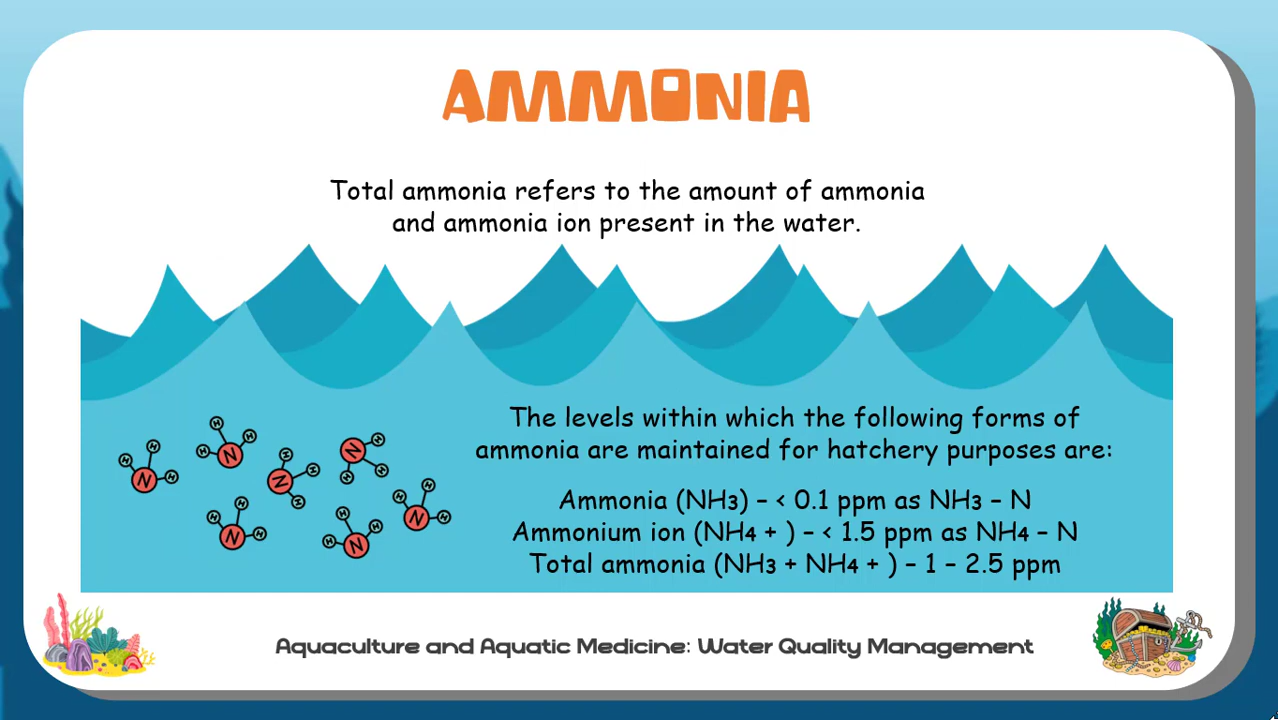 AMMONIA
Total ammonia refers to the amount of ammonia
and ammonia ion present in the water.
The levels within which the following forms of
ammonia are maintained for hatchery purposes are:
Ammonia (NH₃) – < 0.1 ppm as NH₃ – N
Ammonium ion (NH₄ + ) – < 1.5 ppm as NH₄ – N
Total ammonia (NH₃ + NH₄ + ) – 1 – 2.5 ppm
H H H N
H H H N
H H H N
H H H N
H H H N
H H H N
H H H N
Aquaculture and Aquatic Medicine: Water Quality Management